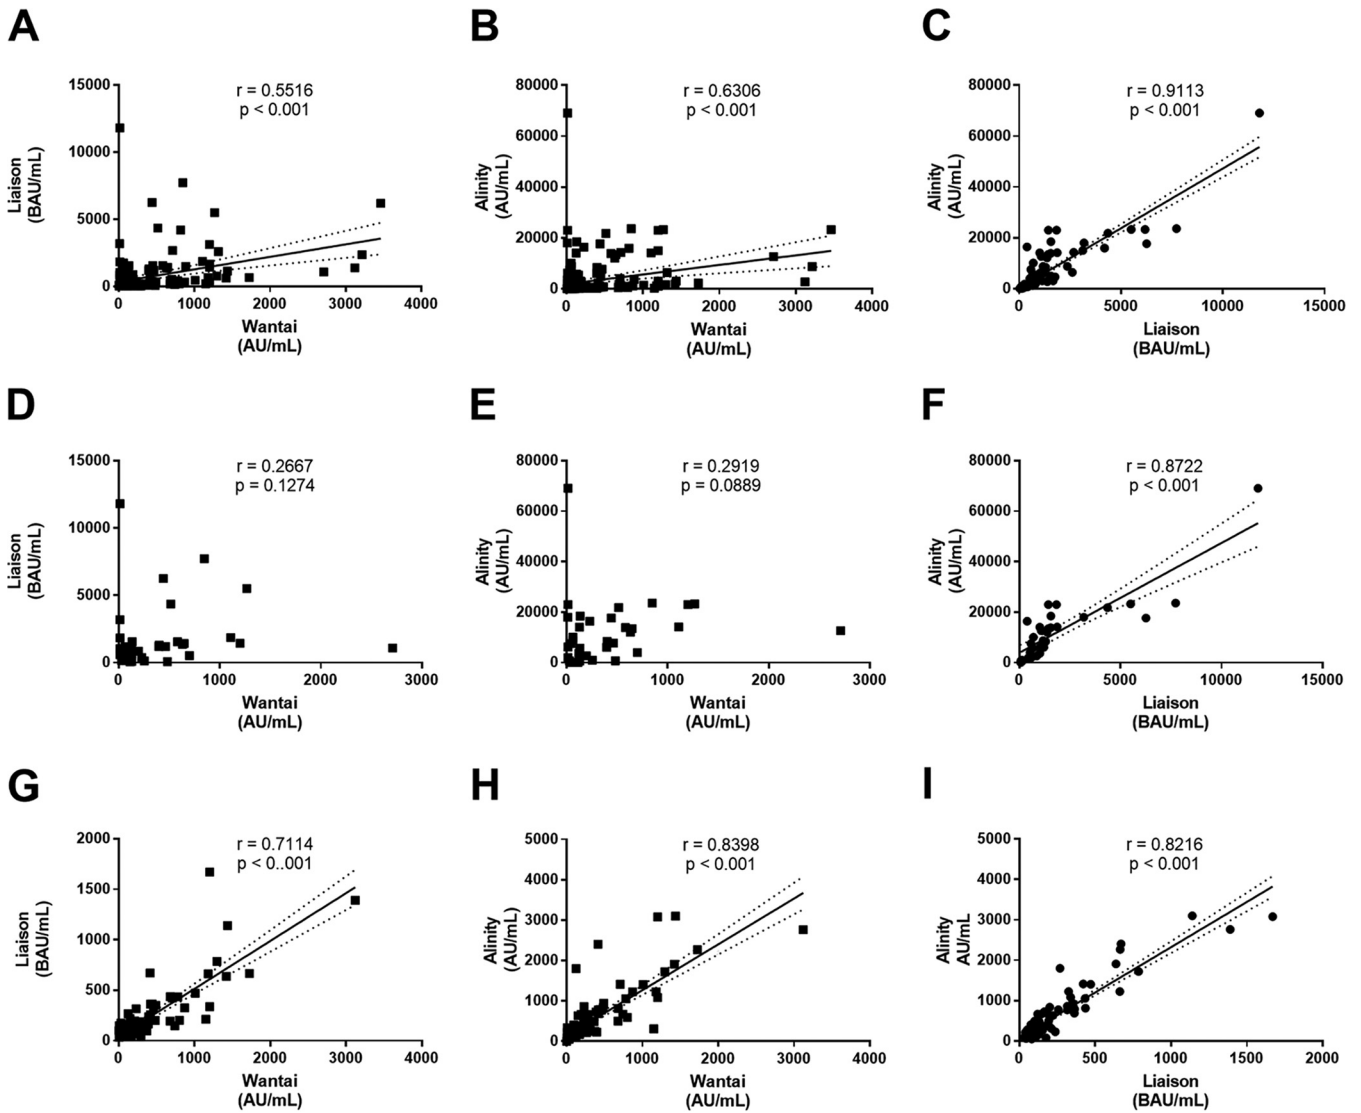 A
15000
10000
5000
0
Liaison
(BAU/mL)
r = 0.5516
p < 0.001
0
1000
2000
3000
4000
Wantai
(AU/mL)
B
80000
60000
40000
20000
0
Alinity
(AU/mL)
r = 0.6306
p < 0.001
0
1000
2000
3000
4000
Wantai
(AU/mL)
C
80000
60000
40000
20000
0
Alinity
(AU/mL)
r = 0.9113
p < 0.001
0
5000
10000
15000
Liaison
(BAU/mL)
D
15000
10000
5000
0
Liaison
(BAU/mL)
r = 0.2667
p = 0.1274
0
1000
2000
3000
Wantai
(AU/mL)
E
80000
60000
40000
20000
0
Alinity
(AU/mL)
r = 0.2919
p = 0.0889
0
1000
2000
3000
Wantai
(AU/mL)
F
80000
60000
40000
20000
0
Alinity
(AU/mL)
r = 0.8722
p < 0.001
0
5000
10000
15000
Liaison
(BAU/mL)
G
2000
1500
1000
500
0
Liaison
(BAU/mL)
r = 0.7114
p < 0..001
0
1000
2000
3000
4000
Wantai
(AU/mL)
H
5000
4000
3000
2000
1000
0
Alinity
(AU/mL)
r = 0.8398
p < 0.001
0
1000
2000
3000
4000
Wantai
(AU/mL)
I
5000
4000
3000
2000
1000
0
Alinity
AU/mL
r = 0.8216
p < 0.001
0
500
1000
1500
2000
Liaison
(BAU/mL)